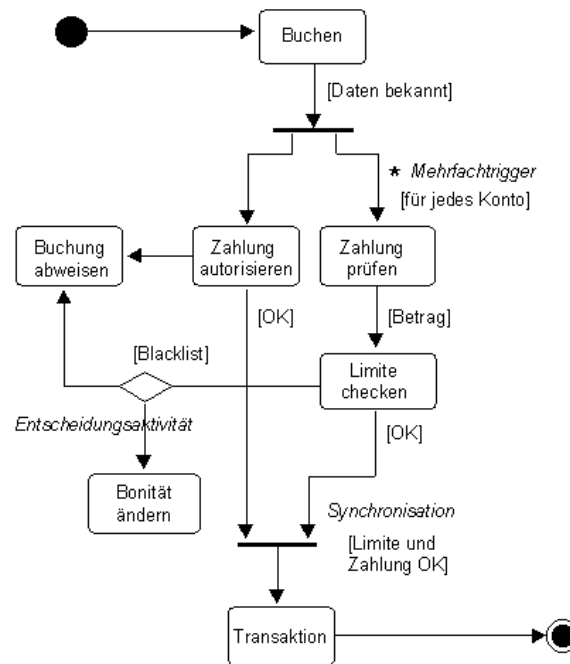 Buchen
[Daten bekannt]
* Mehrfachtrigger
[für jedes Konto]
Buchung
abweisen
Zahlung
autorisieren
Zahlung
prüfen
[OK]
[Betrag]
[Blacklist]
Limite
checken
Entscheidungsaktivität
[OK]
Bonität
ändern
Synchronisation
[Limite und
Zahlung OK]
Transaktion